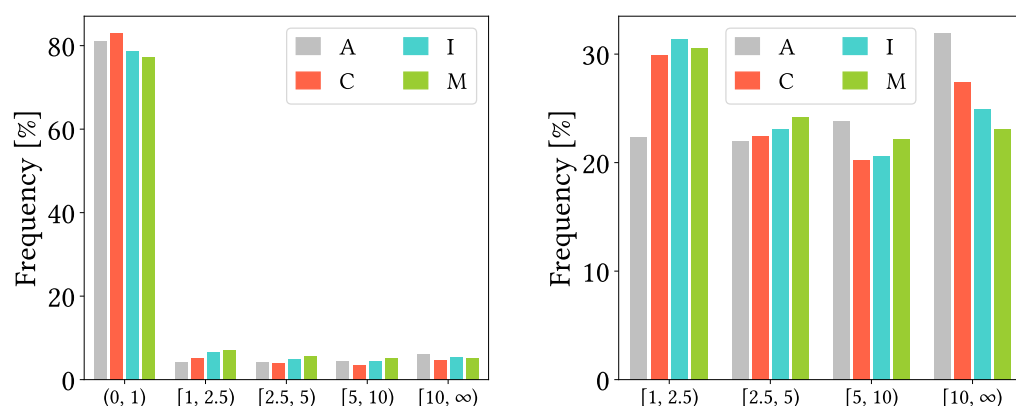 Frequency [%]
80
60
40
20
0
A
I
C
M
(0, 1)
[1, 2.5)
[2.5, 5)
[5, 10)
[10, ∞)
Frequency [%]
30
20
10
0
A
I
C
M
[1, 2.5)
[2.5, 5)
[5, 10)
[10, ∞)